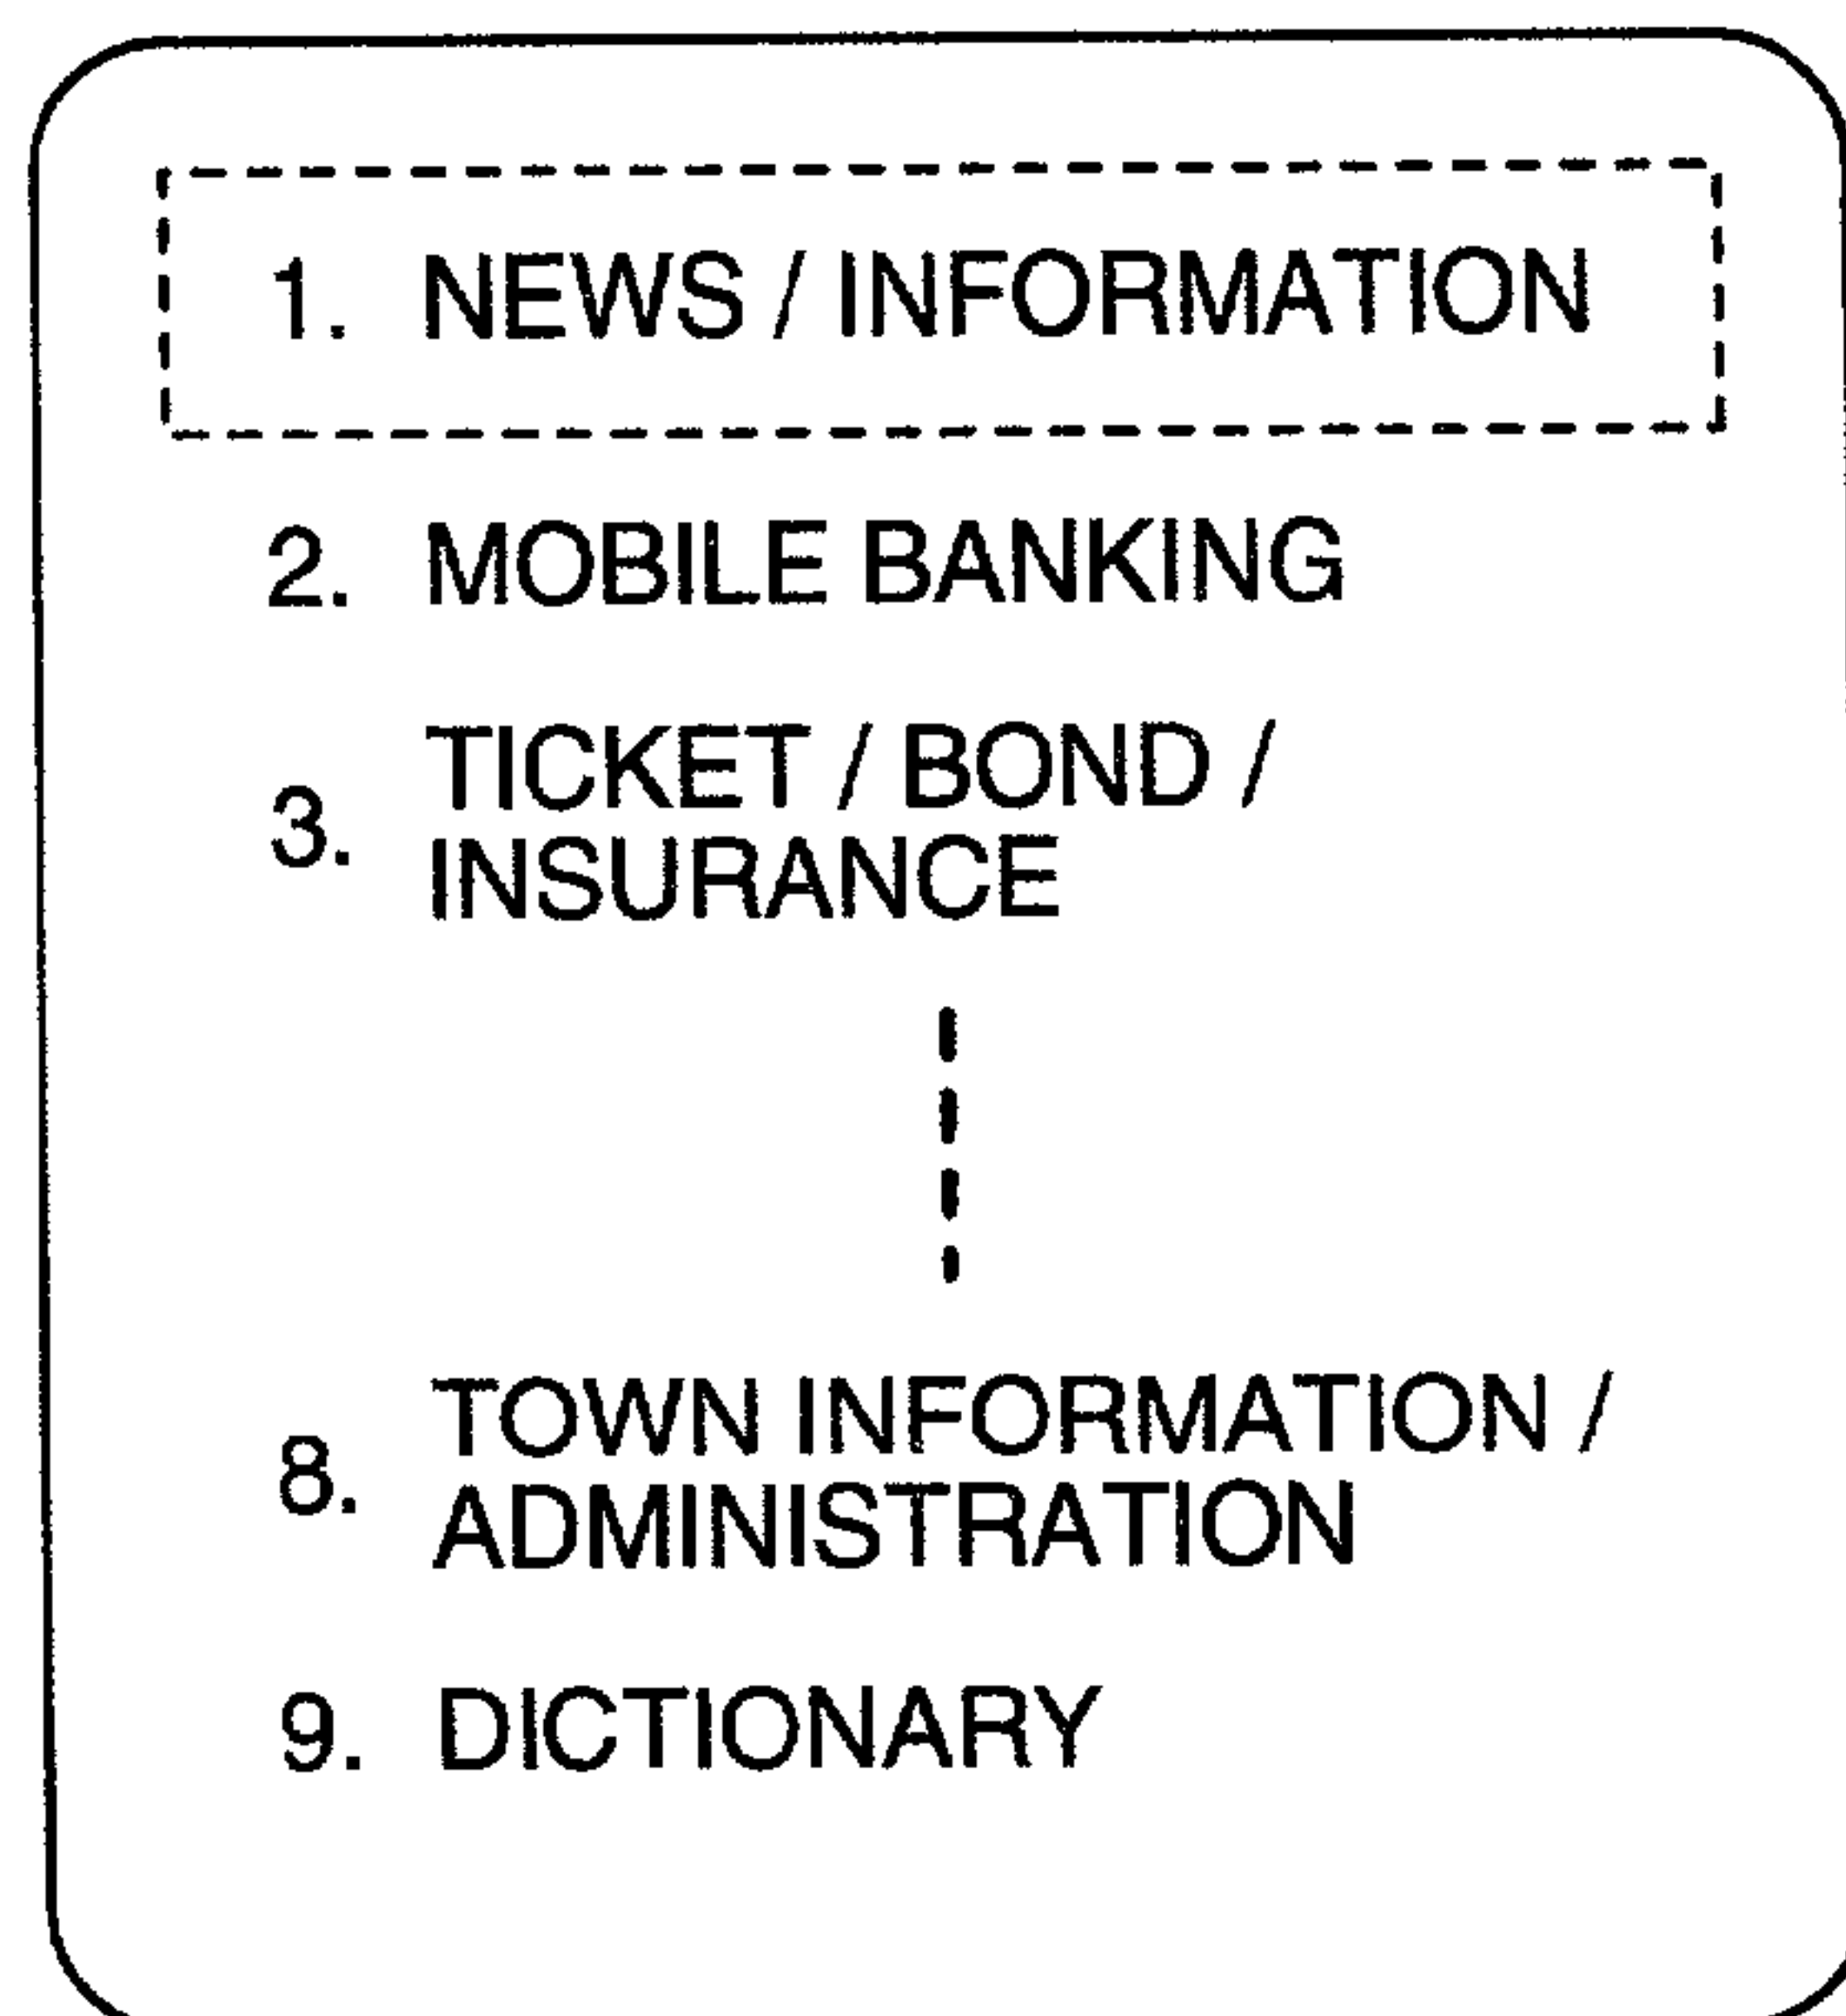 1. NEWS / INFORMATION
2. MOBILE BANKING
3. TICKET / BOND /
INSURANCE
8. TOWN INFORMATION /
ADMINISTRATION
9. DICTIONARY